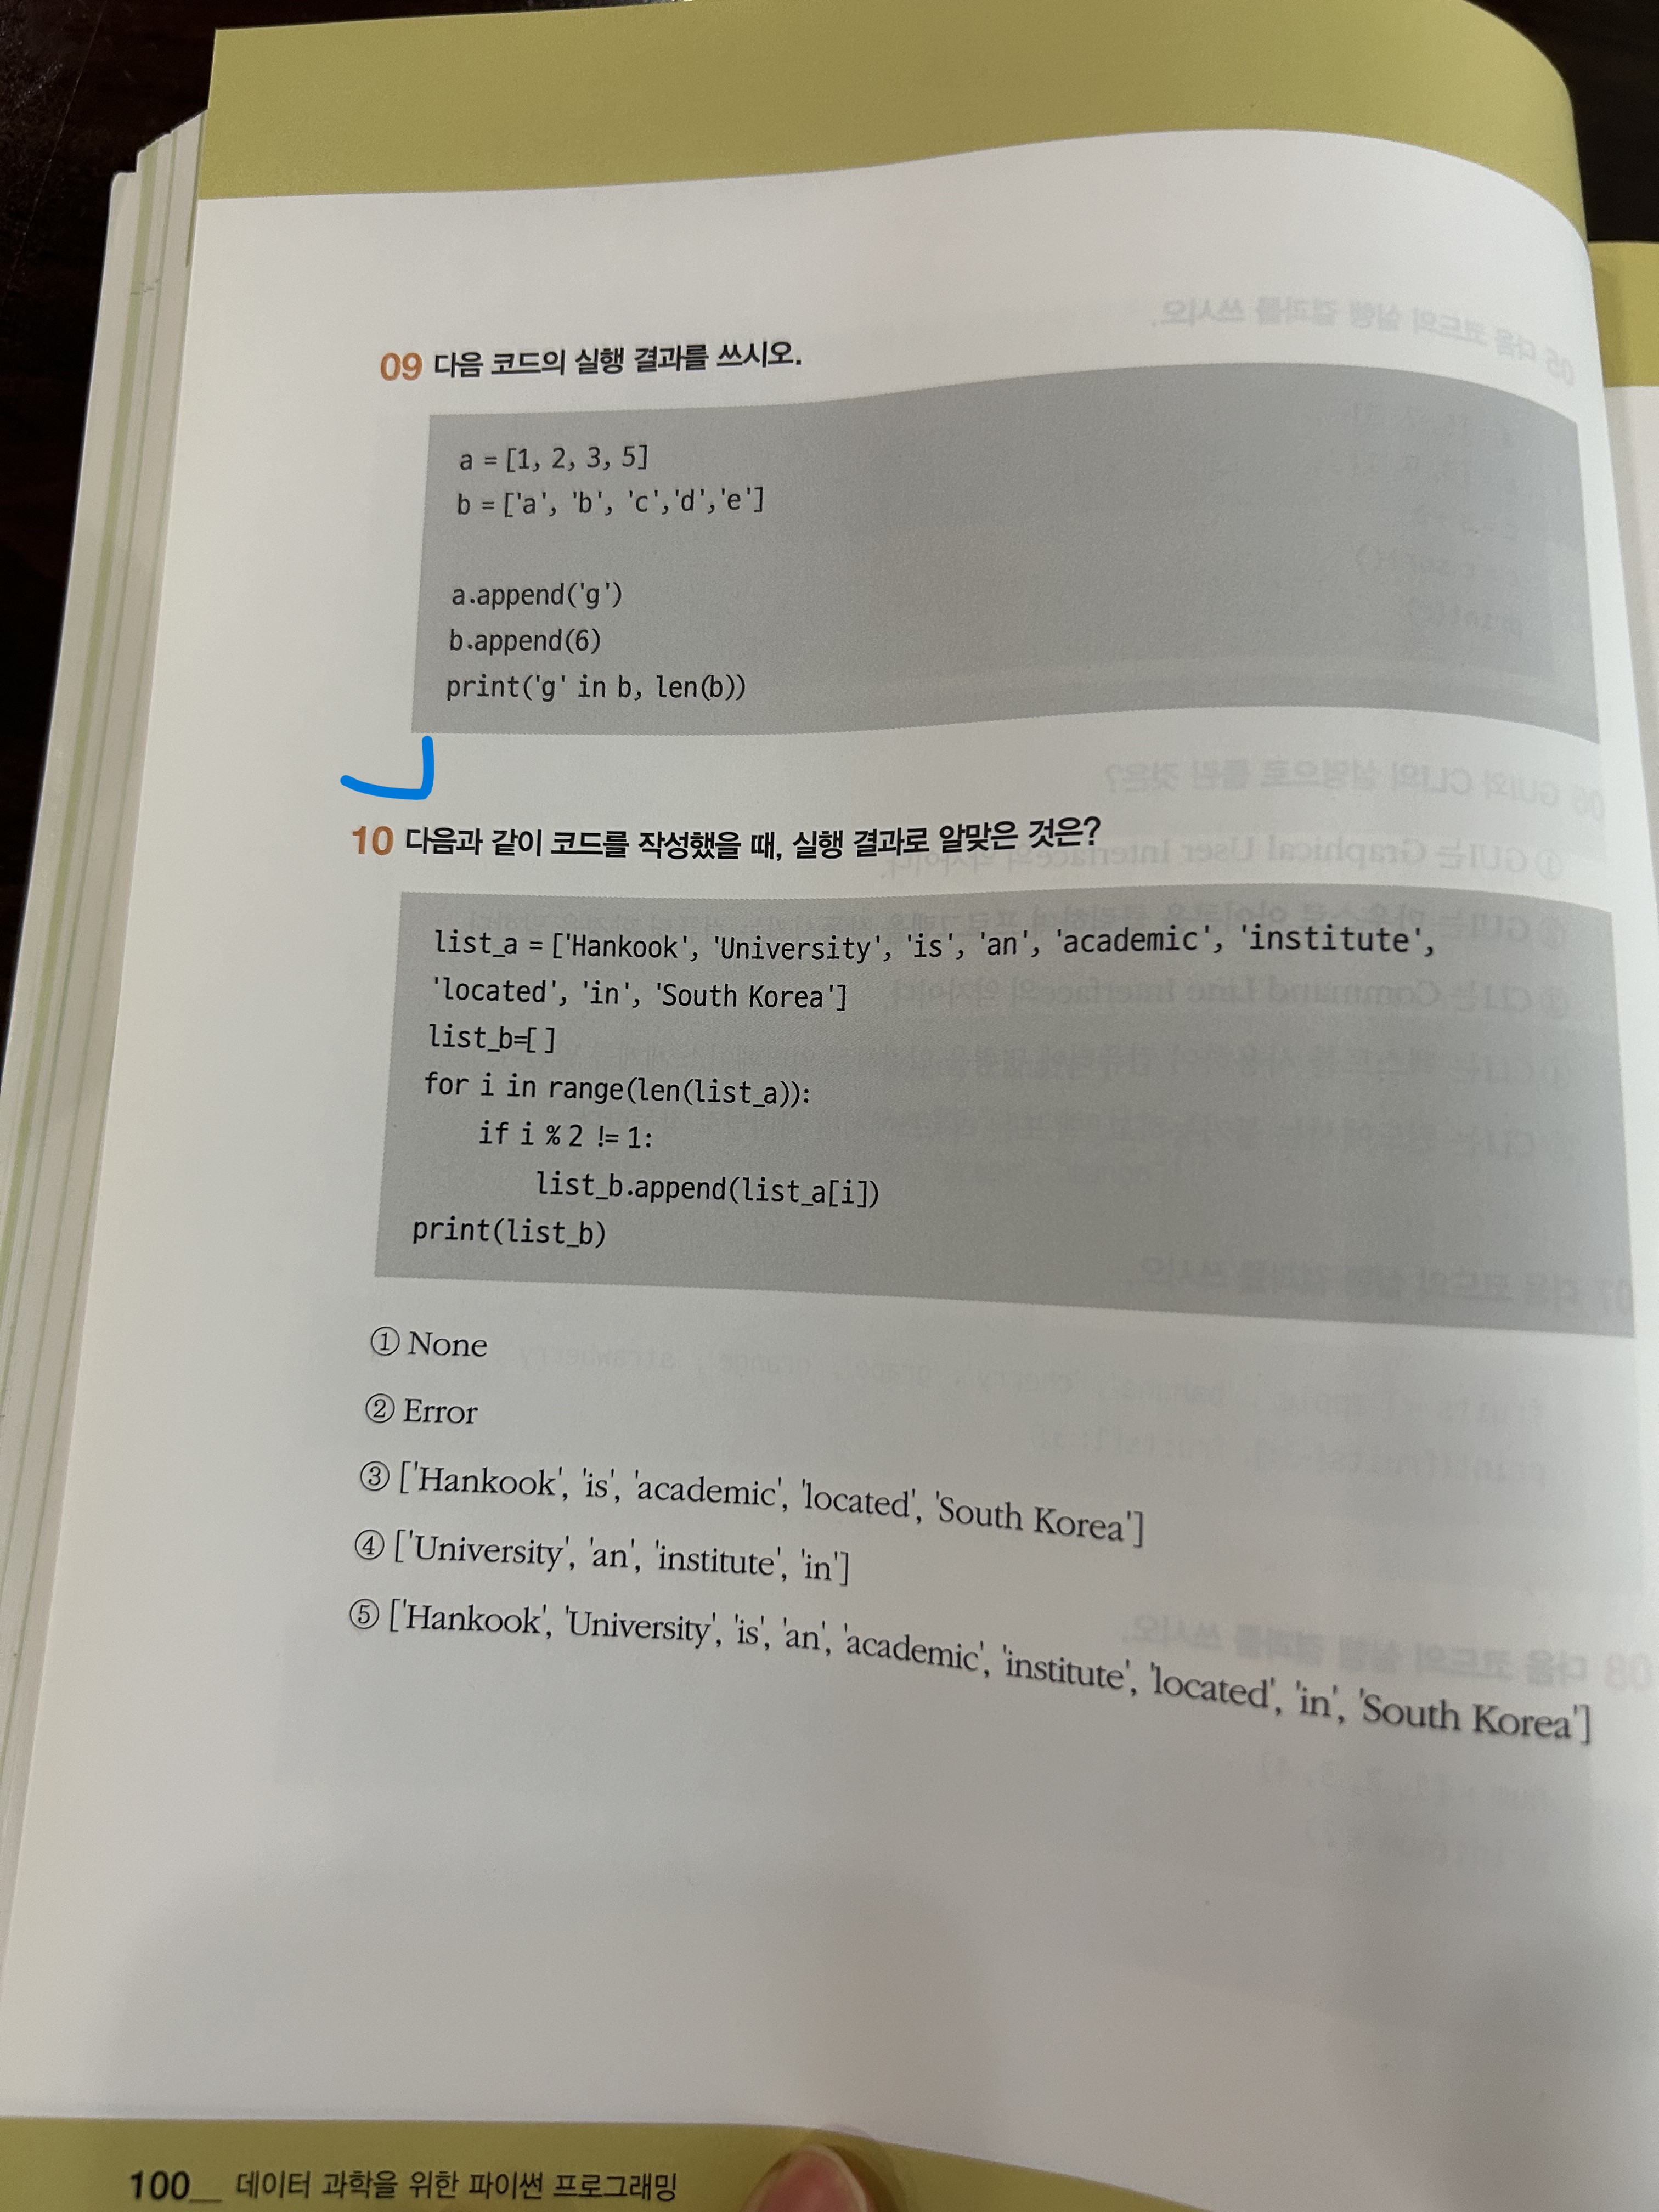 09 다음 코드의 실행 결과를 쓰시오.
a = [1, 2, 3, 5]
b = ['a', 'b', 'c','d','e']
a.append('g')
b.append(6)
print('g' in b, len(b))
10 다음과 같이 코드를 작성했을 때, 실행 결과로 알맞은 것은?
list_a = ['Hankook', 'University', 'is', 'an', 'academic', 'institute',
'located', 'in', 'South Korea']
list_b=[ ]
for i in range(len(list_a)):
if i % 2 != 1:
list_b.append(list_a[i])
print(list_b)
① None
② Error
③ ['Hankook', 'is', 'academic', 'located', 'South Korea']
④ ['University', 'an', 'institute', 'in']
⑤ ['Hankook', 'University', 'is', 'an', 'academic', 'institute', 'located', 'in', 'South Korea']
100__ 데이터 과학을 위한 파이썬 프로그래밍